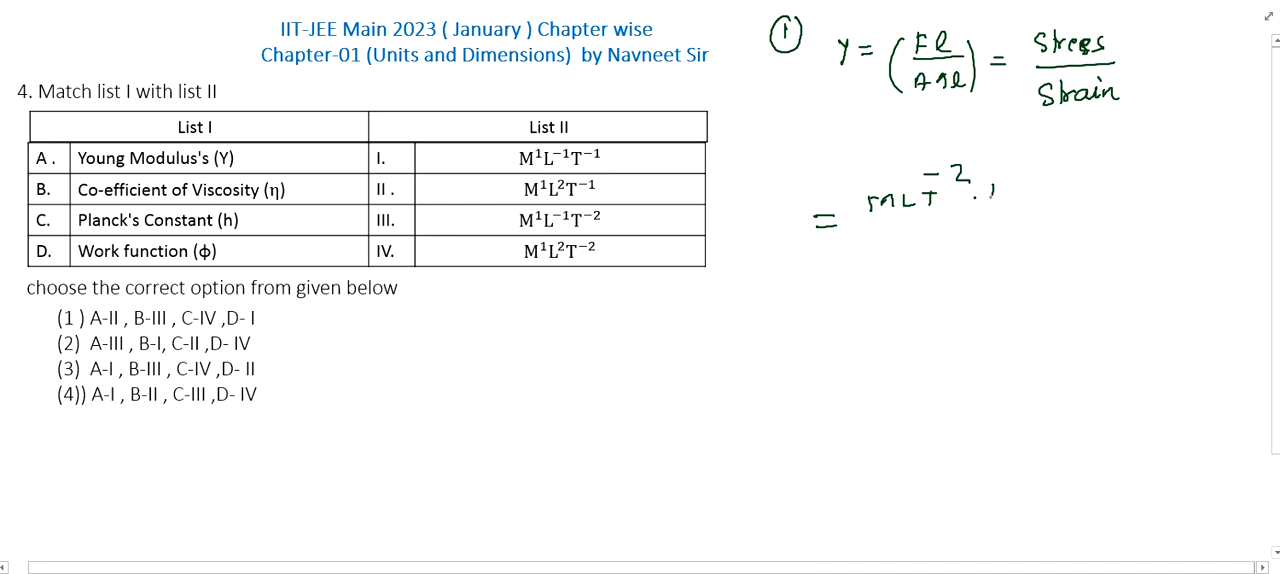 IIT-JEE Main 2023 ( January ) Chapter wise
Chapter-01 (Units and Dimensions) by Navneet Sir
4. Match list I with list II
List I List II
A . Young Modulus's (Y) I. M¹L⁻¹T⁻¹
B. Co-efficient of Viscosity (η) II . M¹L²T⁻¹
C. Planck's Constant (h) III. M¹L⁻¹T⁻²
D. Work function (ϕ) IV. M¹L²T⁻²
choose the correct option from given below
(1 ) A-II , B-III , C-IV ,D- I
(2) A-III , B-I, C-II ,D- IV
(3) A-I , B-III , C-IV ,D- II
(4)) A-I , B-II , C-III ,D- IV
① Y = (Fl / A Δl) = Stress / Strain
= MLT⁻² .